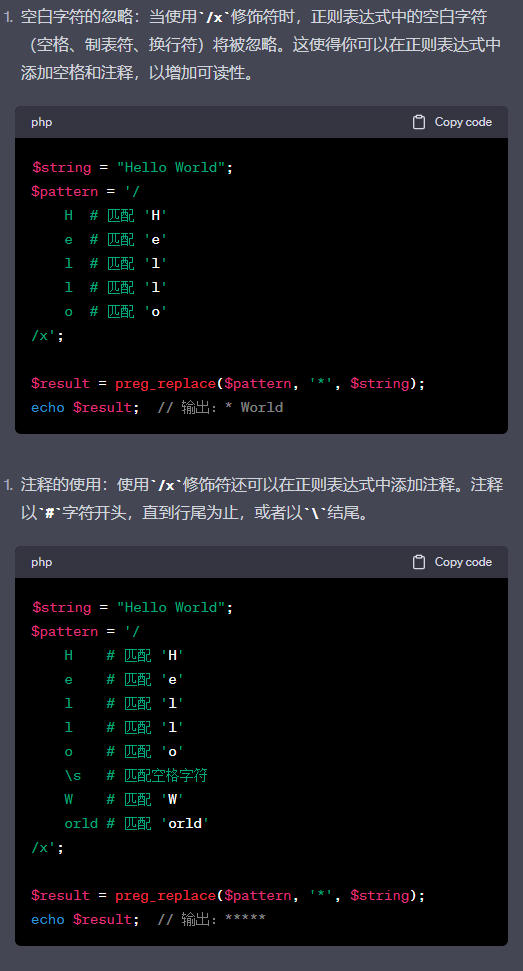 1. 空白字符的忽略：当使用`/x`修饰符时，正则表达式中的空白字符
（空格、制表符、换行符）将被忽略。这使得你可以在正则表达式中
添加空格和注释，以增加可读性。
php Copy code
$string = "Hello World";
$pattern = '/
    H  # 匹配 'H'
    e  # 匹配 'e'
    l  # 匹配 'l'
    l  # 匹配 'l'
    o  # 匹配 'o'
/x';
$result = preg_replace($pattern, '*', $string);
echo $result;  // 输出：* World
1. 注释的使用：使用`/x`修饰符还可以在正则表达式中添加注释。注释
以`#`字符开头，直到行尾为止，或者以`\`结尾。
php Copy code
$string = "Hello World";
$pattern = '/
    H    # 匹配 'H'
    e    # 匹配 'e'
    l    # 匹配 'l'
    l    # 匹配 'l'
    o    # 匹配 'o'
    \s   # 匹配空格字符
    W    # 匹配 'W'
    orld # 匹配 'orld'
/x';
$result = preg_replace($pattern, '*', $string);
echo $result;  // 输出：*****